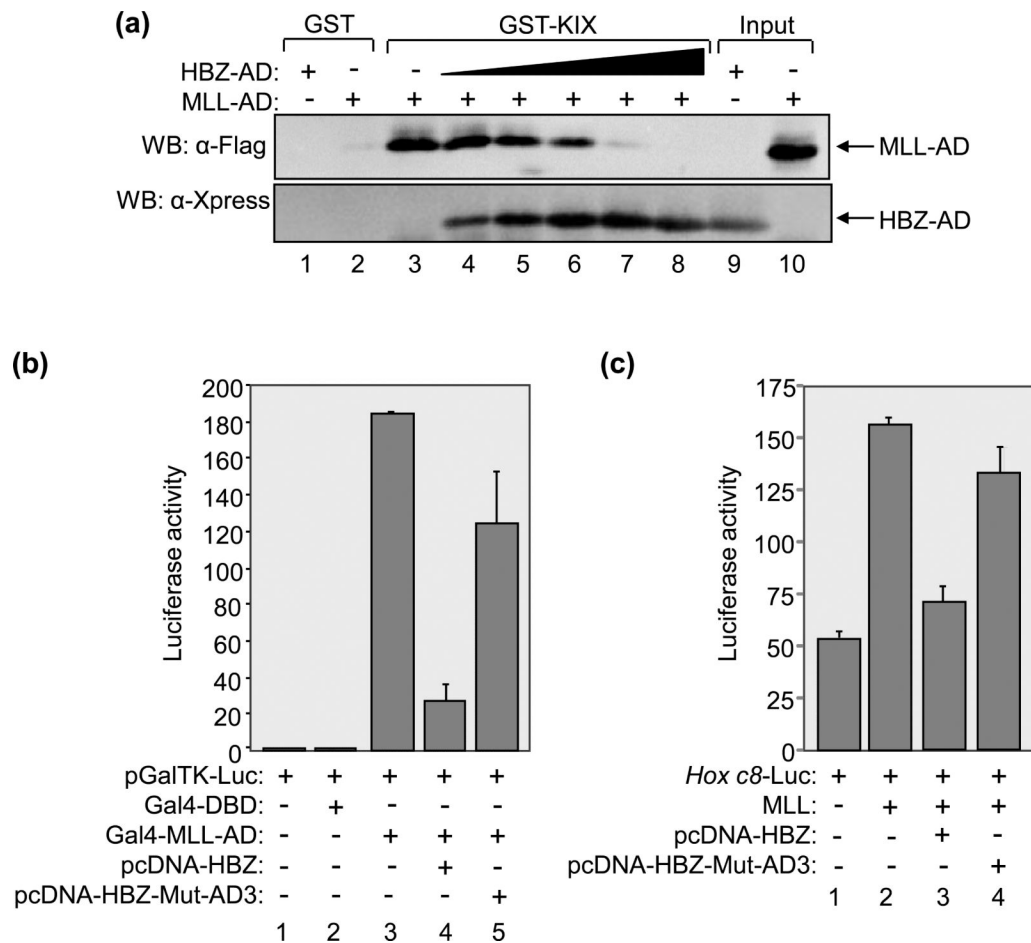 (a)
GST GST-KIX Input
HBZ-AD: + - - + -
MLL-AD: - + + + + + + + - +
WB: α-Flag MLL-AD
WB: α-Xpress HBZ-AD
1 2 3 4 5 6 7 8 9 10
(b)
Luciferase activity
200
180
160
140
120
100
80
60
40
20
0
pGalTK-Luc: + + + + +
Gal4-DBD: - + - - -
Gal4-MLL-AD: - - + + +
pcDNA-HBZ: - - - + -
pcDNA-HBZ-Mut-AD3: - - - - +
1 2 3 4 5
(c)
Luciferase activity
175
150
125
100
75
50
25
0
Hox c8-Luc: + + + +
MLL: - + + +
pcDNA-HBZ: - - + -
pcDNA-HBZ-Mut-AD3: - - - +
1 2 3 4